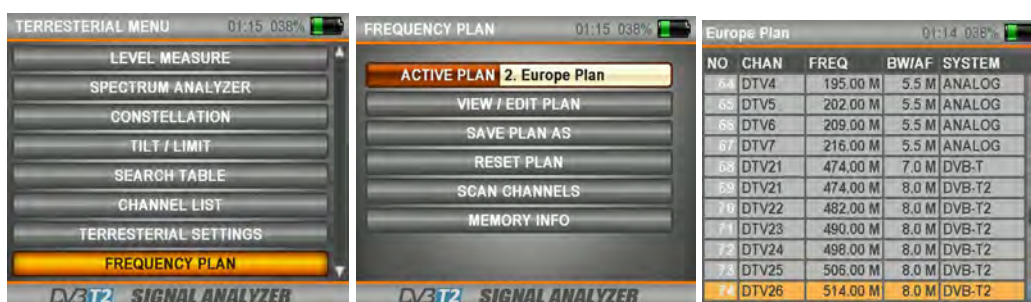 TERRESTERIAL MENU 01:15 038%
LEVEL MEASURE
SPECTRUM ANALYZER
CONSTELLATION
TILT / LIMIT
SEARCH TABLE
CHANNEL LIST
TERRESTERIAL SETTINGS
FREQUENCY PLAN
DVB T2 SIGNAL ANALYZER
FREQUENCY PLAN 01:15 038%
ACTIVE PLAN 2. Europe Plan
VIEW / EDIT PLAN
SAVE PLAN AS
RESET PLAN
SCAN CHANNELS
MEMORY INFO
DVB T2 SIGNAL ANALYZER
Europe Plan 01:14 038%
NO CHAN FREQ BW/AF SYSTEM
64 DTV4 195.00 M 5.5 M ANALOG
65 DTV5 202.00 M 5.5 M ANALOG
66 DTV6 209.00 M 5.5 M ANALOG
67 DTV7 216.00 M 5.5 M ANALOG
68 DTV21 474.00 M 7.0 M DVB-T
69 DTV21 474.00 M 8.0 M DVB-T2
70 DTV22 482.00 M 8.0 M DVB-T2
71 DTV23 490.00 M 8.0 M DVB-T2
72 DTV24 498.00 M 8.0 M DVB-T2
73 DTV25 506.00 M 8.0 M DVB-T2
74 DTV26 514.00 M 8.0 M DVB-T2